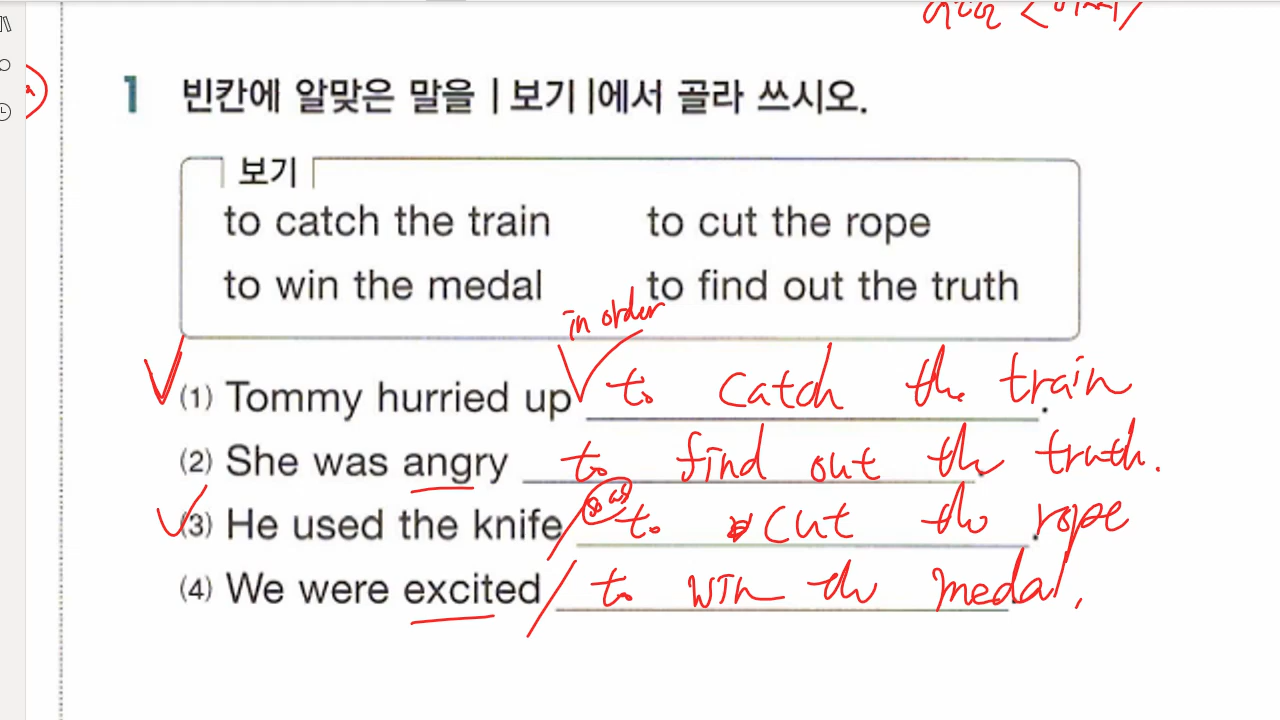 1 빈칸에 알맞은 말을 | 보기 |에서 골라 쓰시오.
보기
to catch the train to cut the rope
to win the medal to find out the truth
in order
(1) Tommy hurried up to catch the train.
(2) She was angry to find out the truth.
so as
(3) He used the knife to cut the rope.
(4) We were excited to win the medal.